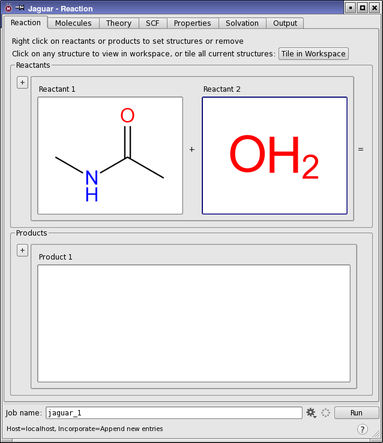 Jaguar - Reaction
Reaction Molecules Theory SCF Properties Solvation Output
Right click on reactants or products to set structures or remove
Click on any structure to view in workspace, or tile all current structures: Tile in Workspace
Reactants
+
Reactant 1 Reactant 2
O
N
H
+
OH2
=
Products
+
Product 1
Job name: jaguar_1 Run
Host=localhost, Incorporate=Append new entries ?